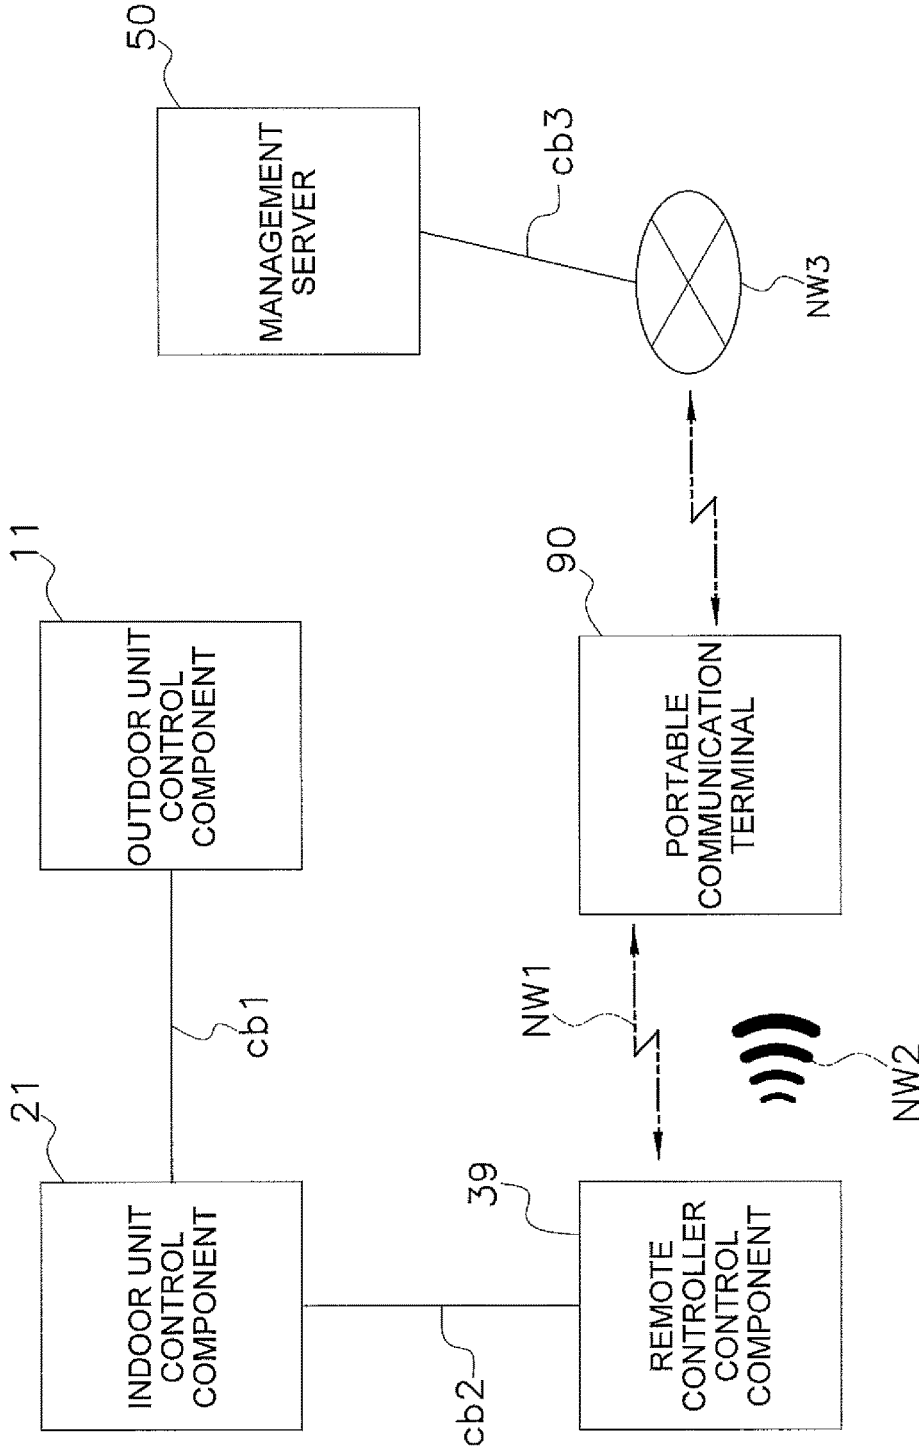 21
INDOOR UNIT
CONTROL
COMPONENT
cb1
11
OUTDOOR UNIT
CONTROL
COMPONENT
50
MANAGEMENT
SERVER
cb3
cb2
39
REMOTE
CONTROLLER
CONTROL
COMPONENT
NW1
NW2
90
PORTABLE
COMMUNICATION
TERMINAL
NW3